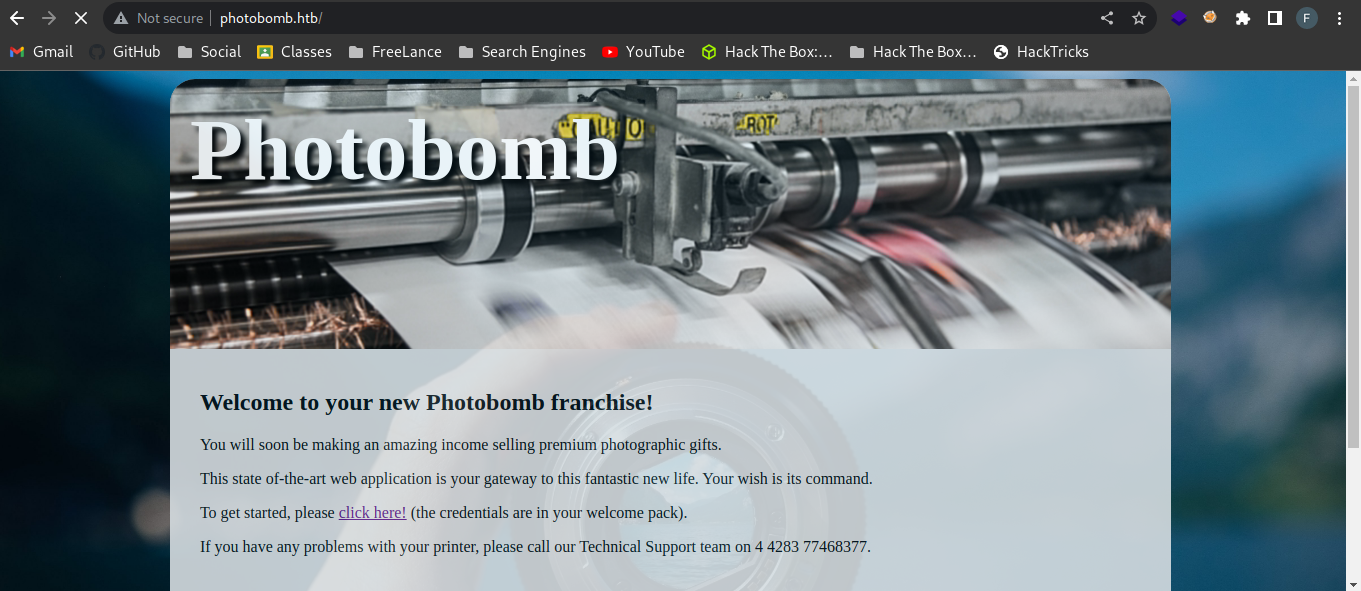 Not secure photobomb.htb/ F
Gmail GitHub Social Classes FreeLance Search Engines YouTube Hack The Box:... Hack The Box... HackTricks
CAUTIO ROT
Photobomb
Welcome to your new Photobomb franchise!
You will soon be making an amazing income selling premium photographic gifts.
This state of-the-art web application is your gateway to this fantastic new life. Your wish is its command.
To get started, please click here! (the credentials are in your welcome pack).
If you have any problems with your printer, please call our Technical Support team on 4 4283 77468377.